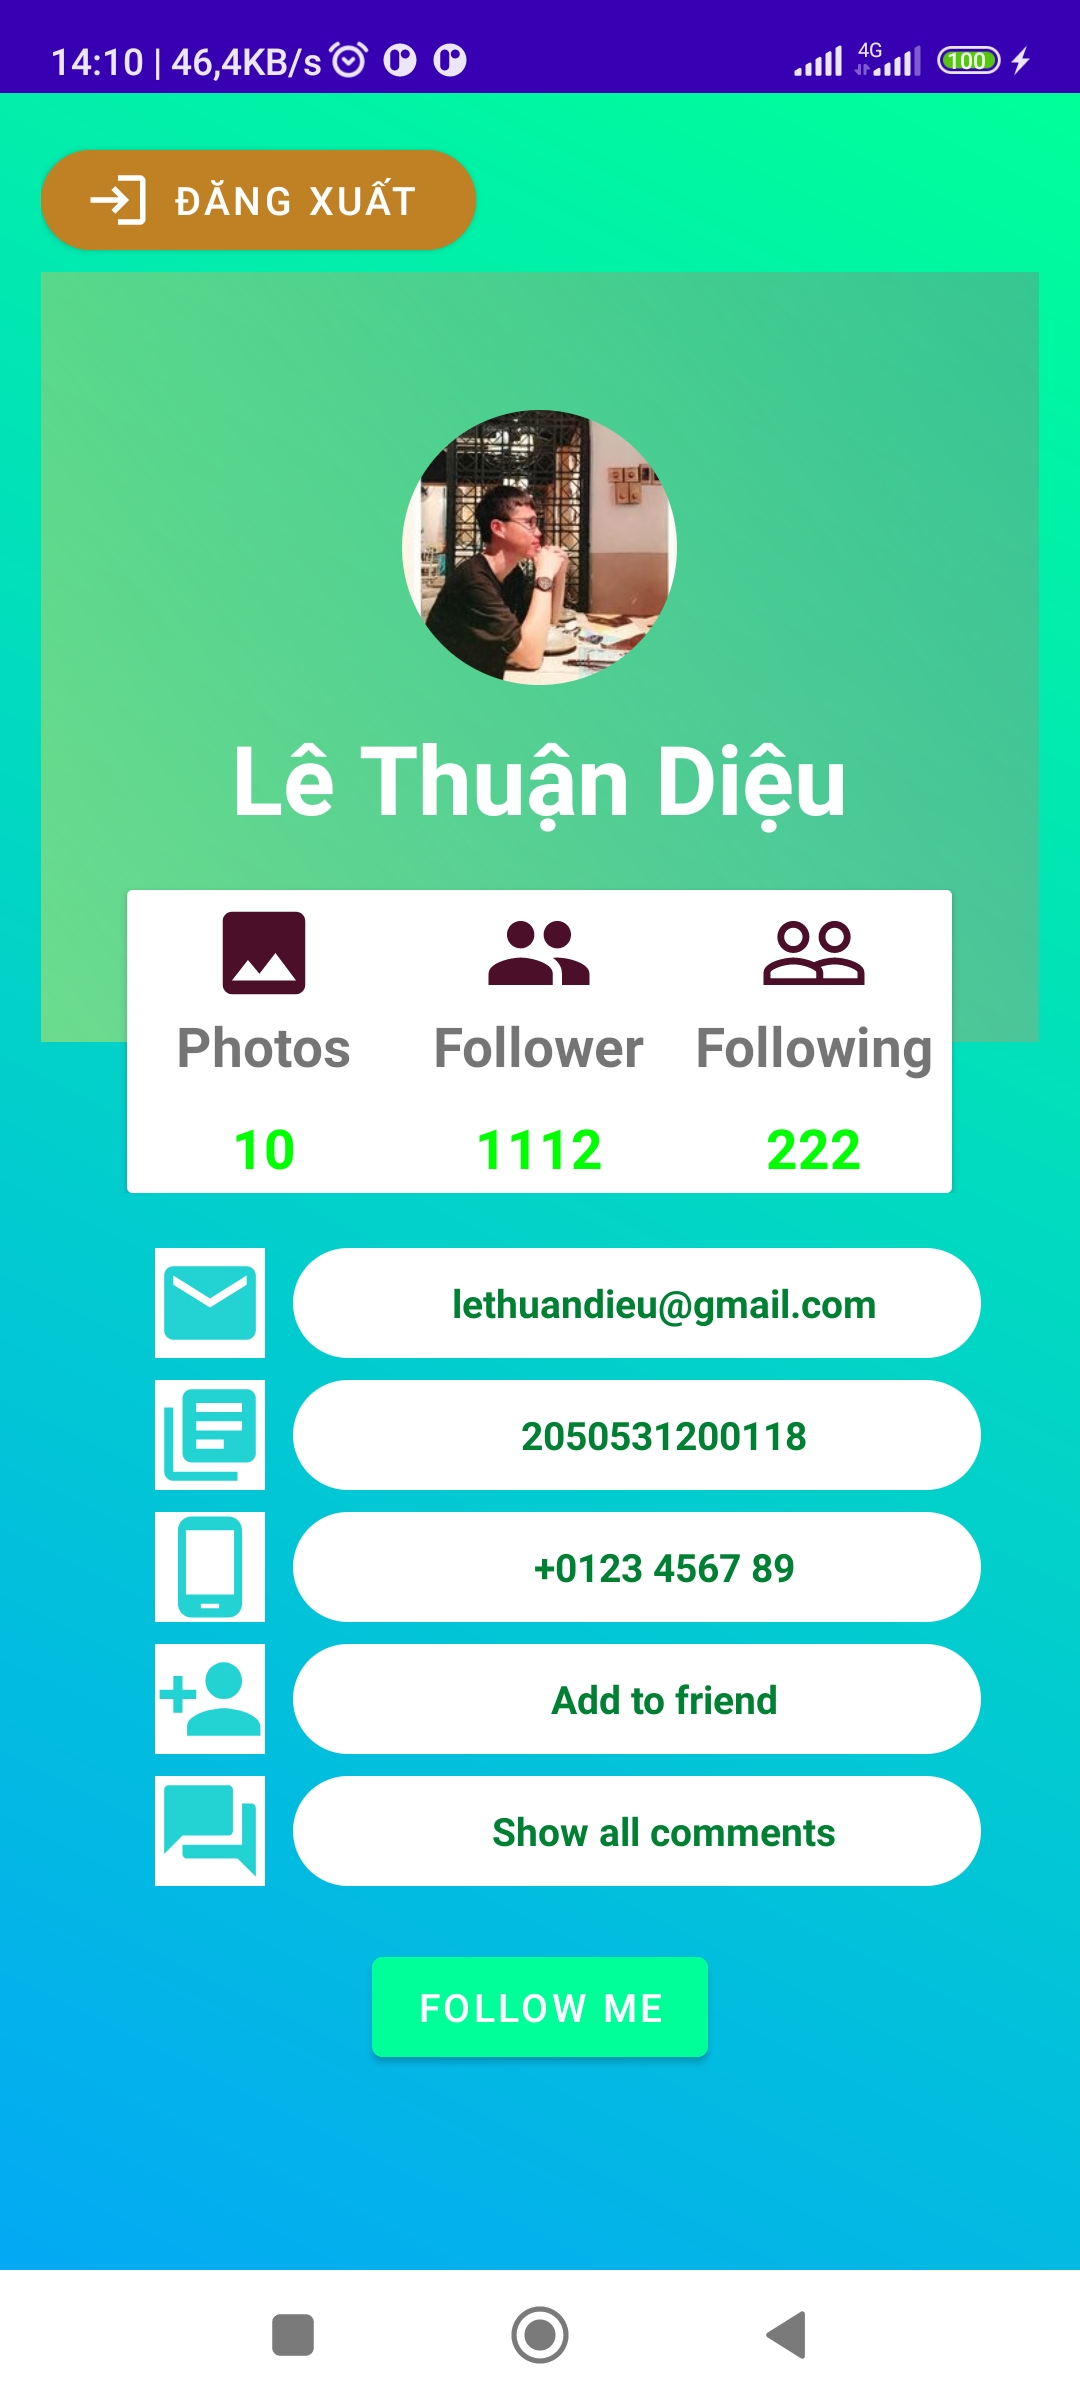 14:10 | 46,4KB/s
4G
100
ĐĂNG XUẤT
Lê Thuận Diệu
Photos Follower Following
10 1112 222
lethuandieu@gmail.com
2050531200118
+0123 4567 89
Add to friend
Show all comments
FOLLOW ME